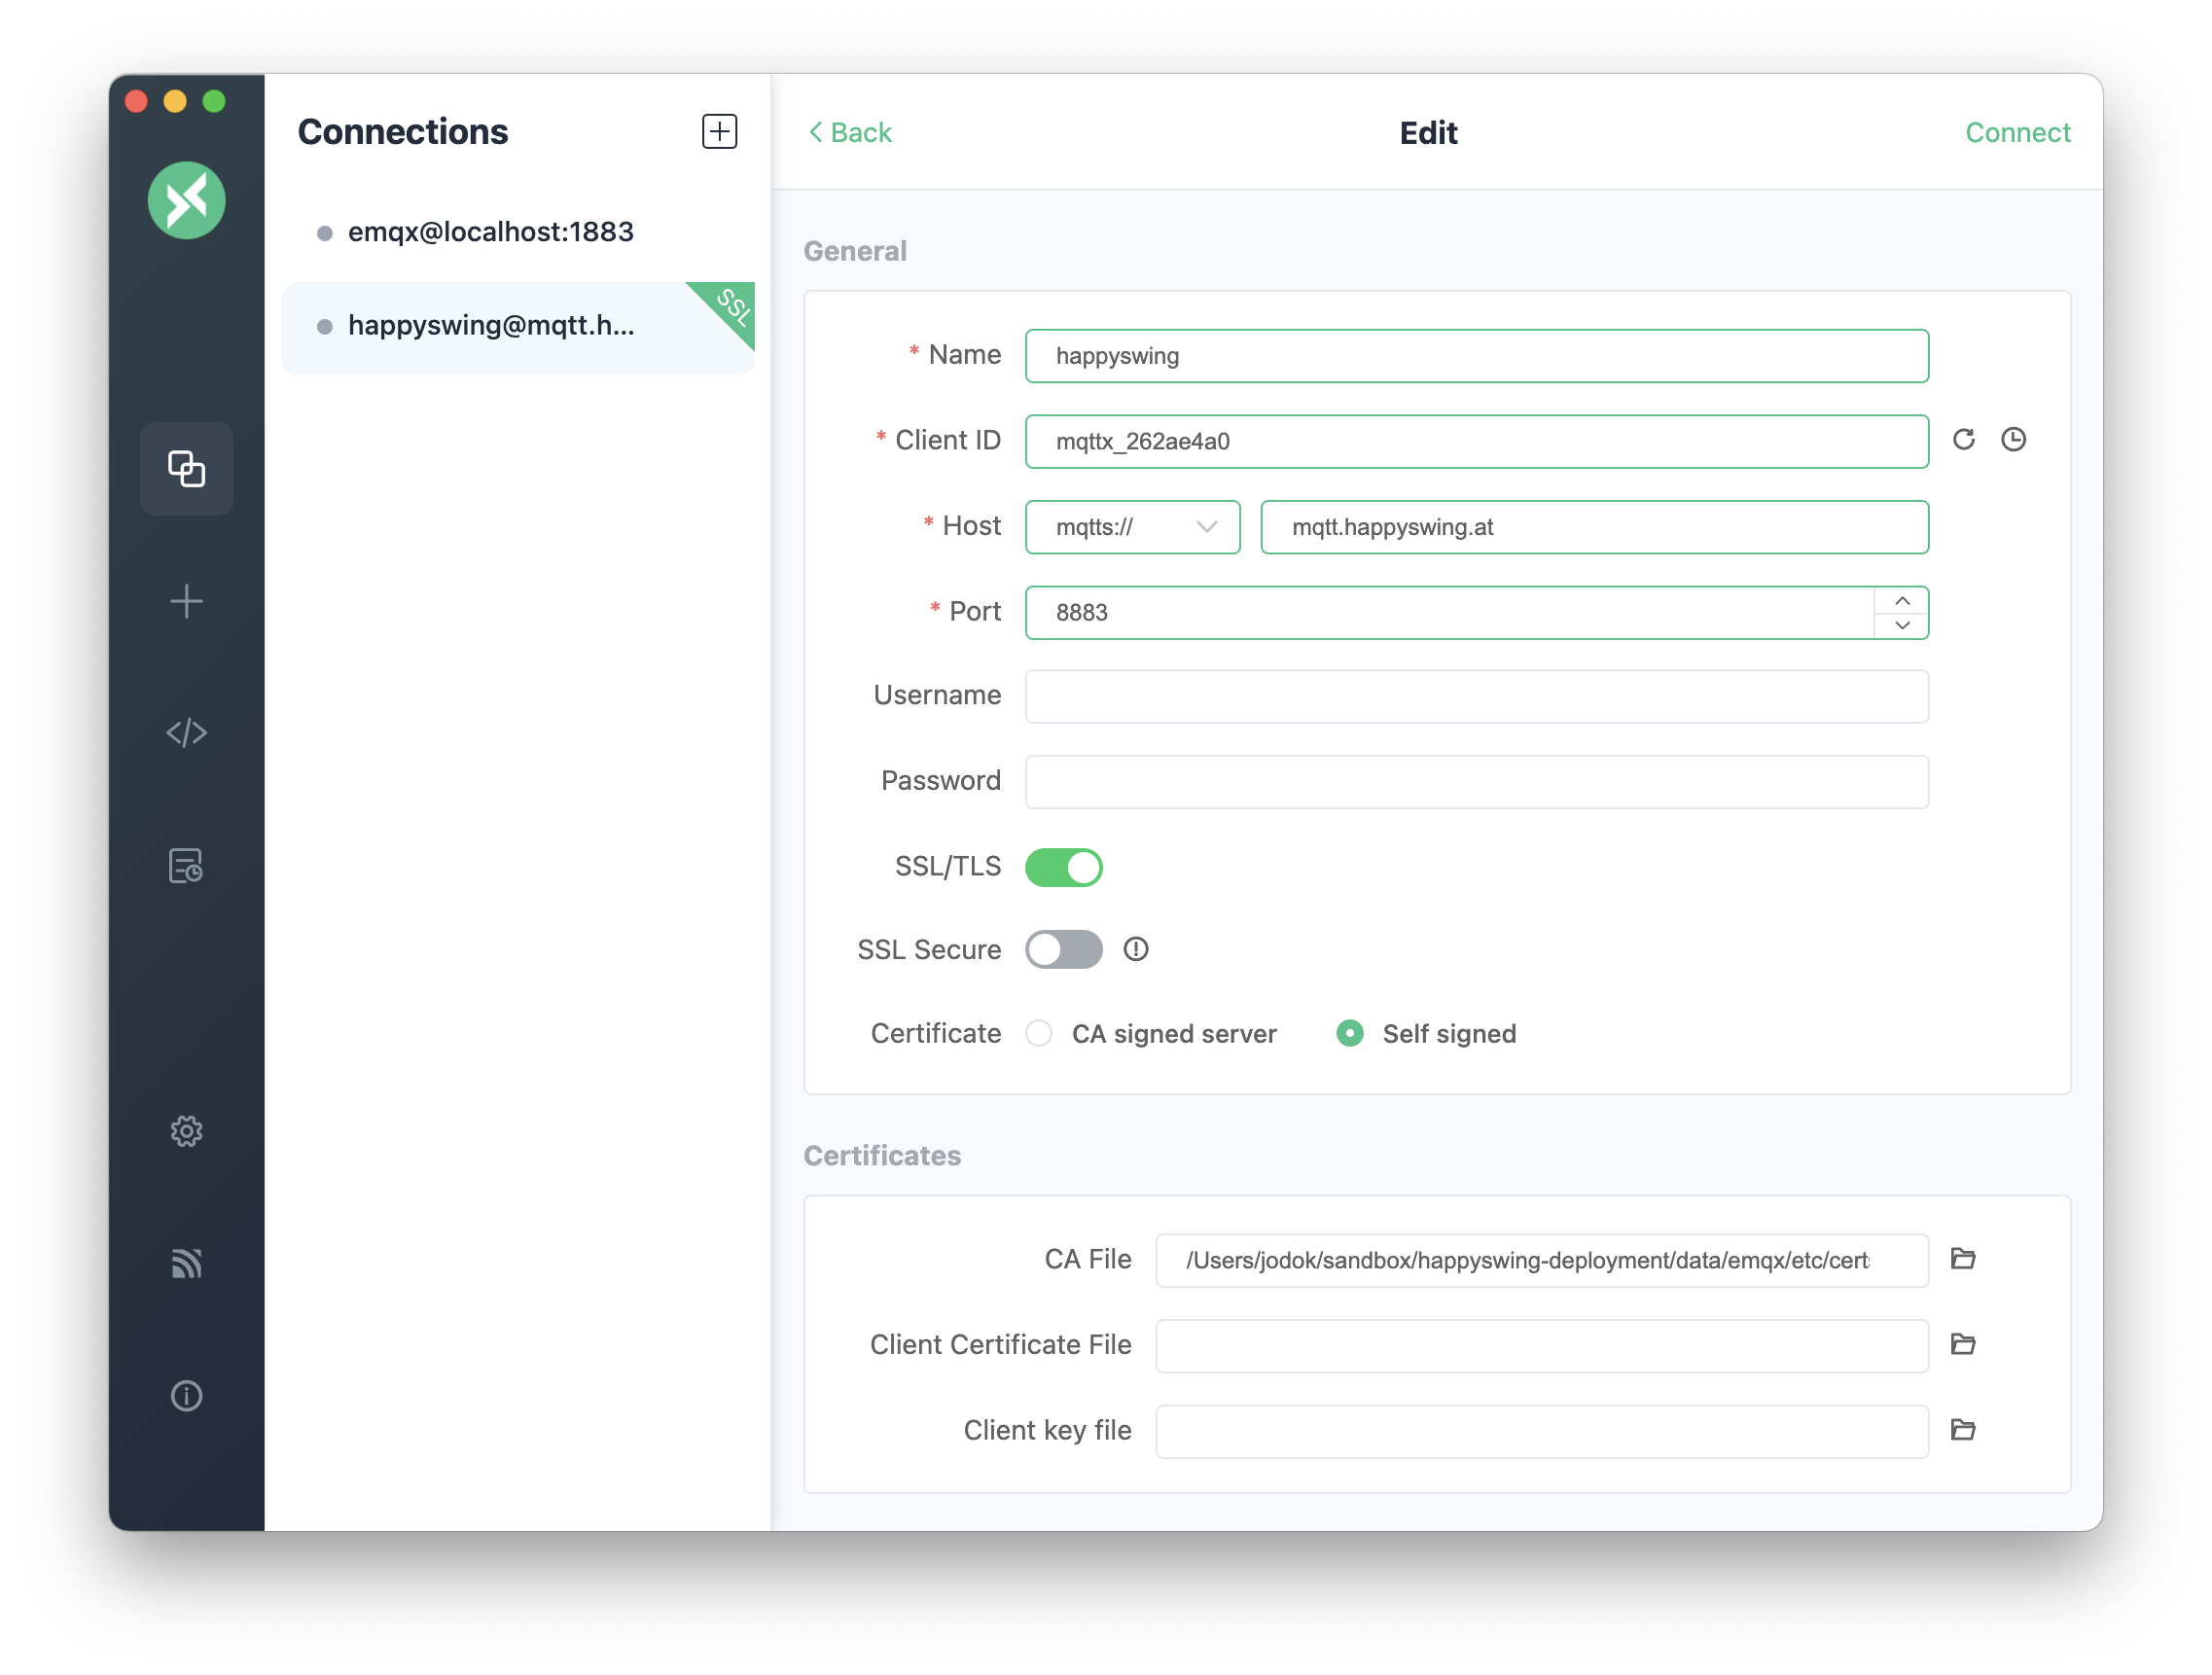 Connections
emqx@localhost:1883
happyswing@mqtt.h...
SSL
Back
Edit
Connect
General
* Name
happyswing
* Client ID
mqttx_262ae4a0
* Host
mqtts://
mqtt.happyswing.at
* Port
8883
Username
Password
SSL/TLS
SSL Secure
Certificate
CA signed server
Self signed
Certificates
CA File
/Users/jodok/sandbox/happyswing-deployment/data/emqx/etc/cert
Client Certificate File
Client key file